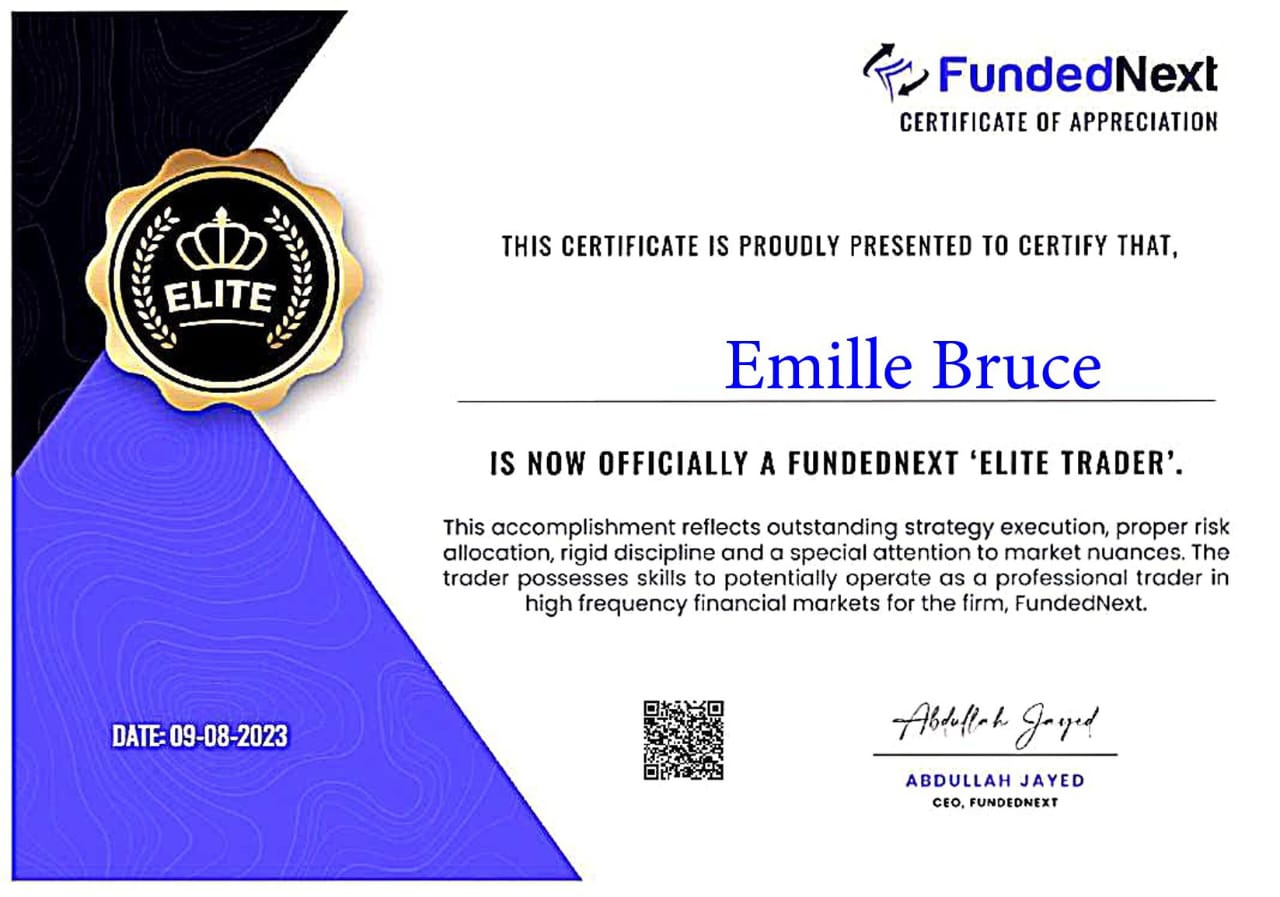 FundedNext
CERTIFICATE OF APPRECIATION
ELITE
THIS CERTIFICATE IS PROUDLY PRESENTED TO CERTIFY THAT,
Emille Bruce
IS NOW OFFICIALLY A FUNDEDNEXT ‘ELITE TRADER’.
This accomplishment reflects outstanding strategy execution, proper risk
allocation, rigid discipline and a special attention to market nuances. The
trader possesses skills to potentially operate as a professional trader in
high frequency financial markets for the firm, FundedNext.
DATE: 09-08-2023
Abdullah Jayed
ABDULLAH JAYED
CEO, FUNDEDNEXT